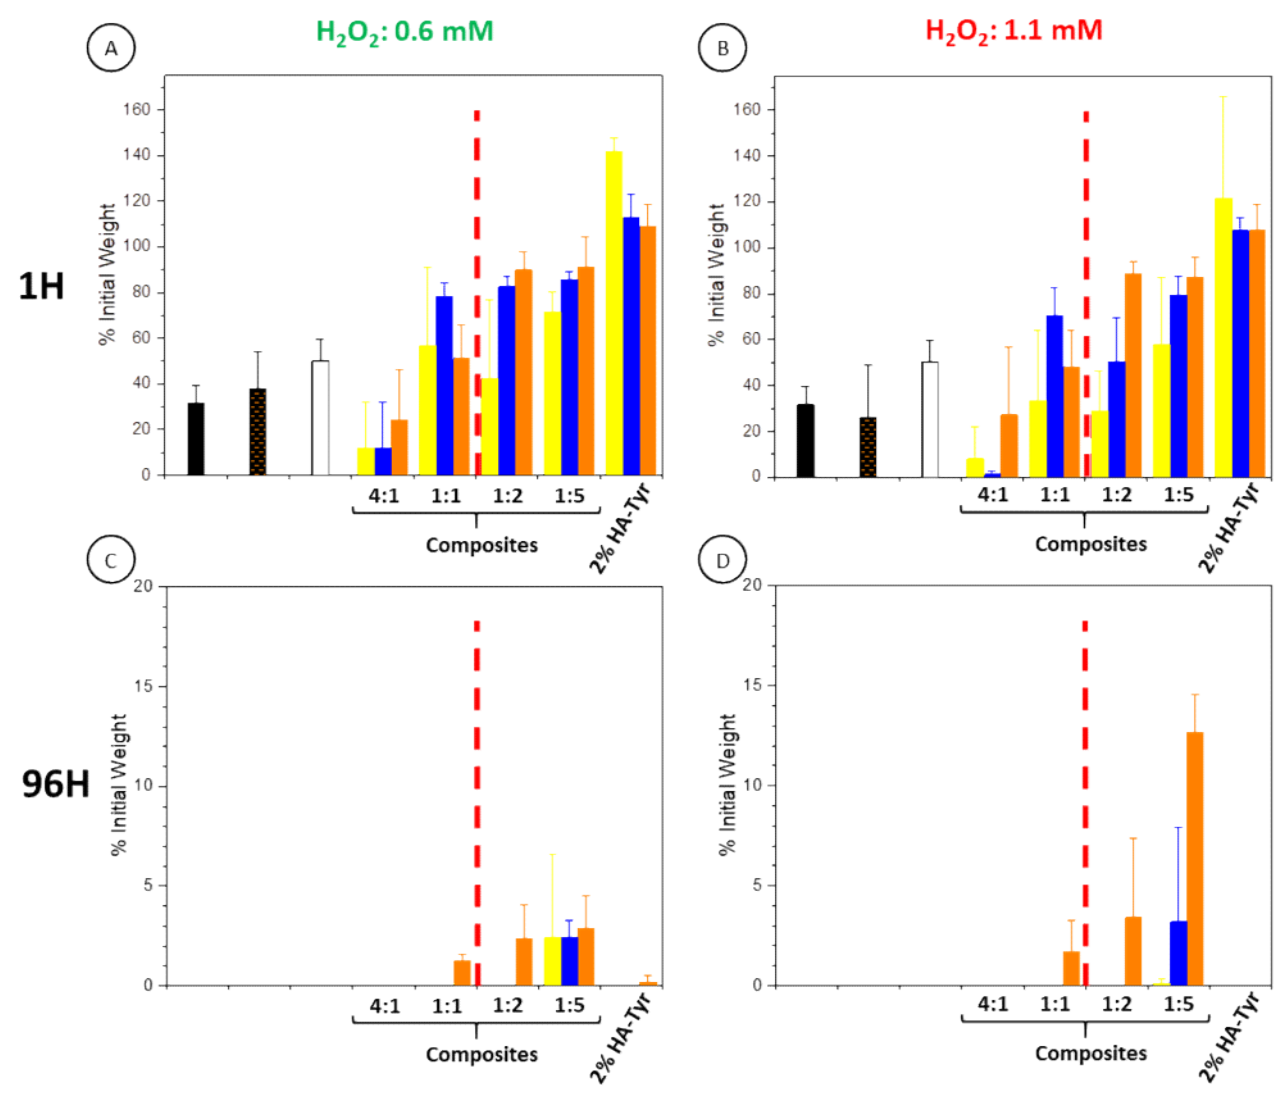 H₂O₂: 0.6 mM
H₂O₂: 1.1 mM
A
B
1H
% Initial Weight
160
140
120
100
80
60
40
20
0
4:1 1:1 1:2 1:5 2% HA-Tyr
Composites
% Initial Weight
160
140
120
100
80
60
40
20
0
4:1 1:1 1:2 1:5 2% HA-Tyr
Composites
C
D
96H
% Initial Weight
20
15
10
5
0
4:1 1:1 1:2 1:5 2% HA-Tyr
Composites
% Initial Weight
20
15
10
5
0
4:1 1:1 1:2 1:5 2% HA-Tyr
Composites